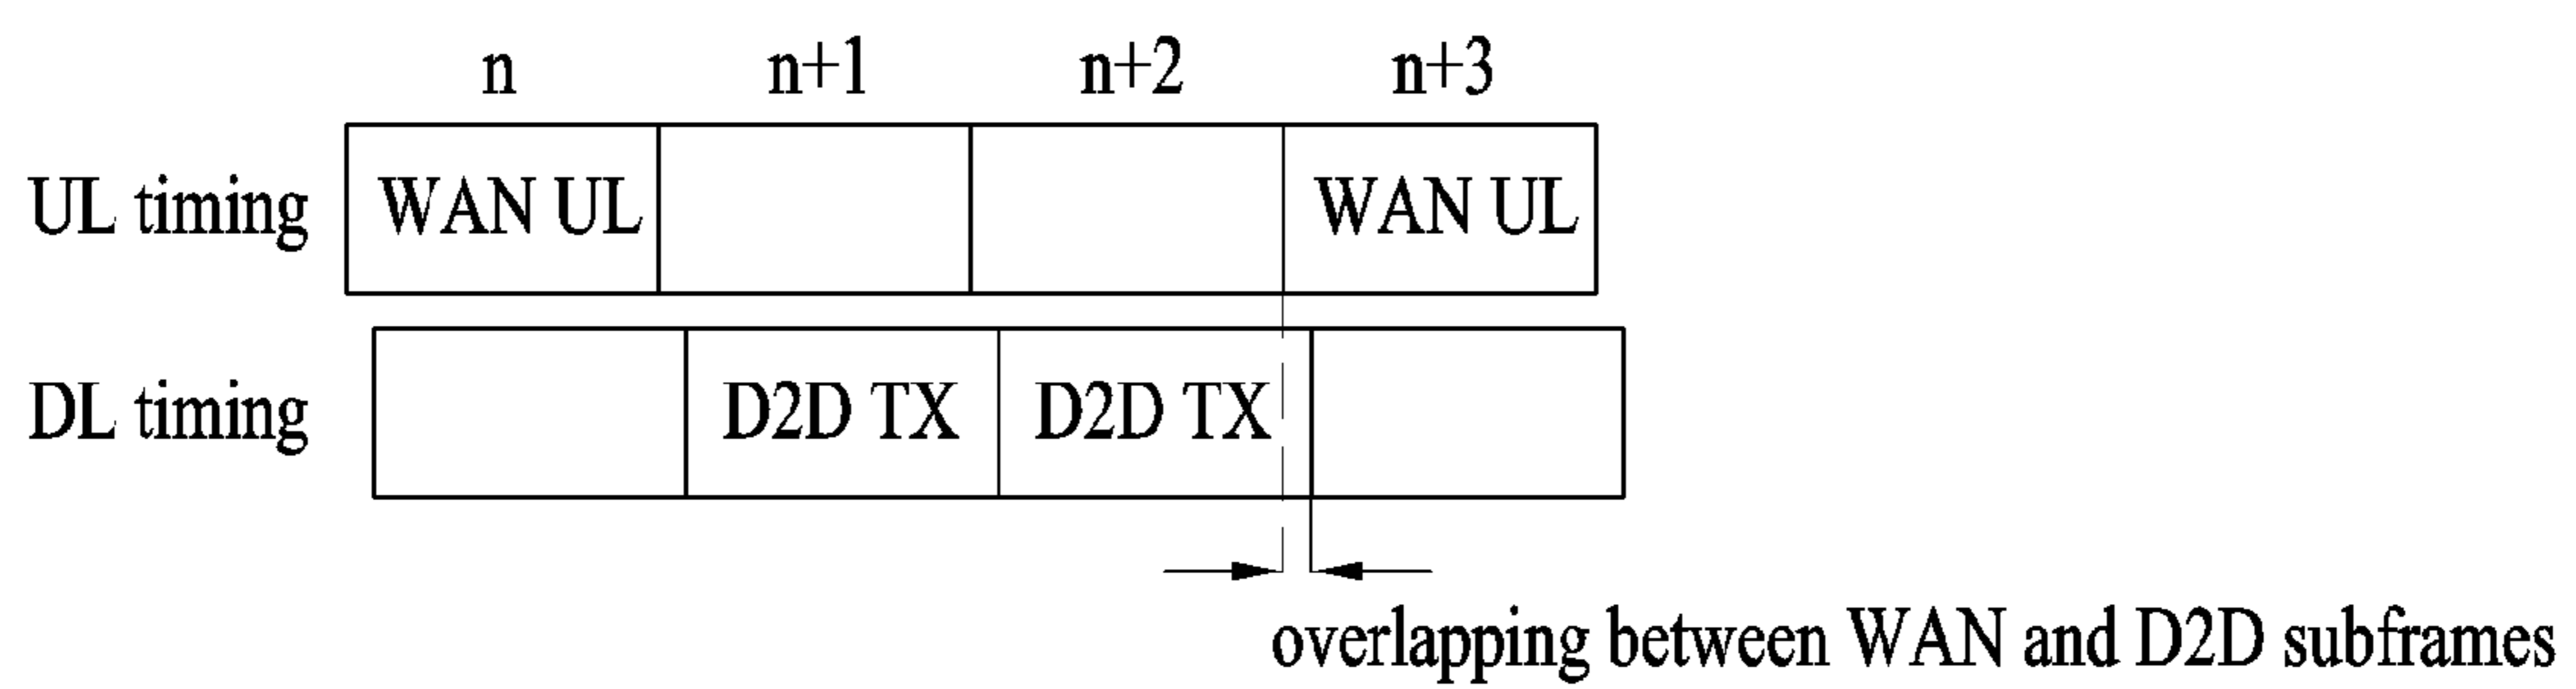 n n+1 n+2 n+3
UL timing WAN UL WAN UL
DL timing D2D TX D2D TX
overlapping between WAN and D2D subframes